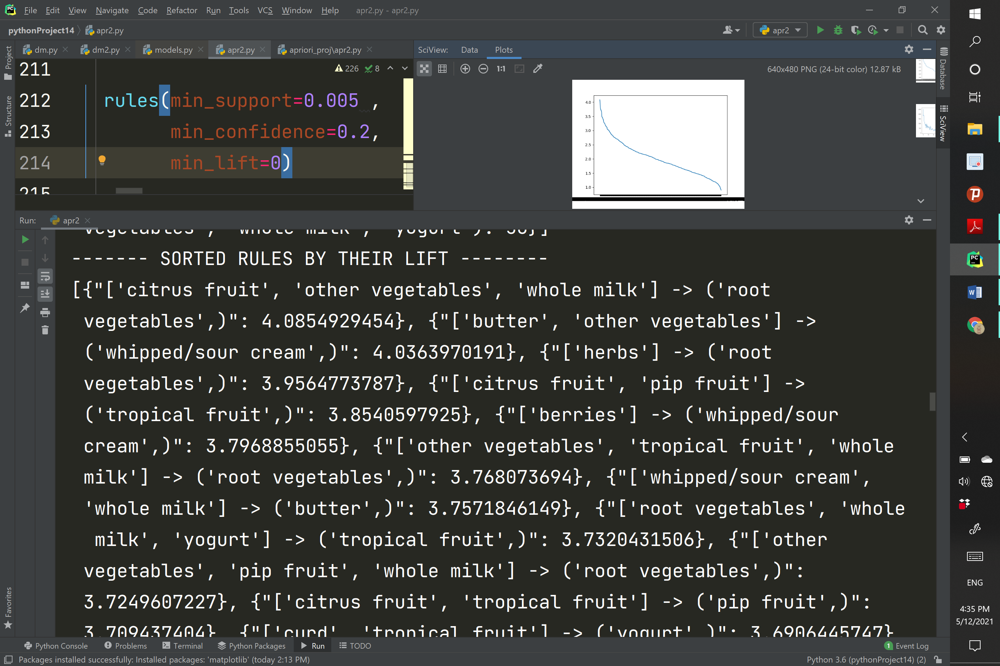 File Edit View Navigate Code Refactor Run Tools VCS Window Help apr2.py - apr2.py
pythonProject14 apr2.py
apr2
dm.py dm2.py models.py apr2.py apriori_proj\apr2.py
SciView: Data Plots
Project
Structure
Favorites
Database
SciView
211
226 8
212 rules(min_support=0.005 ,
213 min_confidence=0.2,
214 min_lift=0)
215
1:1
640x480 PNG (24-bit color) 12.87 kB
4.0
3.5
3.0
2.5
2.0
1.5
1.0
Run: apr2
vegetables', 'whole milk', 'yogurt'):
------- SORTED RULES BY THEIR LIFT --------
[{"['citrus fruit', 'other vegetables', 'whole milk'] -> ('root
vegetables',)": 4.0854929454}, {"['butter', 'other vegetables'] ->
('whipped/sour cream',)": 4.0363970191}, {"['herbs'] -> ('root
vegetables',)": 3.9564773787}, {"['citrus fruit', 'pip fruit'] ->
('tropical fruit',)": 3.8540597925}, {"['berries'] -> ('whipped/sour
cream',)": 3.7968855055}, {"['other vegetables', 'tropical fruit', 'whole
milk'] -> ('root vegetables',)": 3.768073694}, {"['whipped/sour cream',
'whole milk'] -> ('butter',)": 3.7571846149}, {"['root vegetables', 'whole
milk', 'yogurt'] -> ('tropical fruit',)": 3.7320431506}, {"['other
vegetables', 'pip fruit', 'whole milk'] -> ('root vegetables',)":
3.7249607227}, {"['citrus fruit', 'tropical fruit'] -> ('pip fruit',)":
3.709437404}, {"['curd', 'tropical fruit'] -> ('yogurt',)": 3.6906445747}
Python Console Problems Terminal Python Packages Run TODO
1 Event Log
Packages installed successfully: Installed packages: 'matplotlib' (today 2:13 PM)
Python 3.6 (pythonProject14) (2)
PC
W
ENG
4:35 PM
5/12/2021